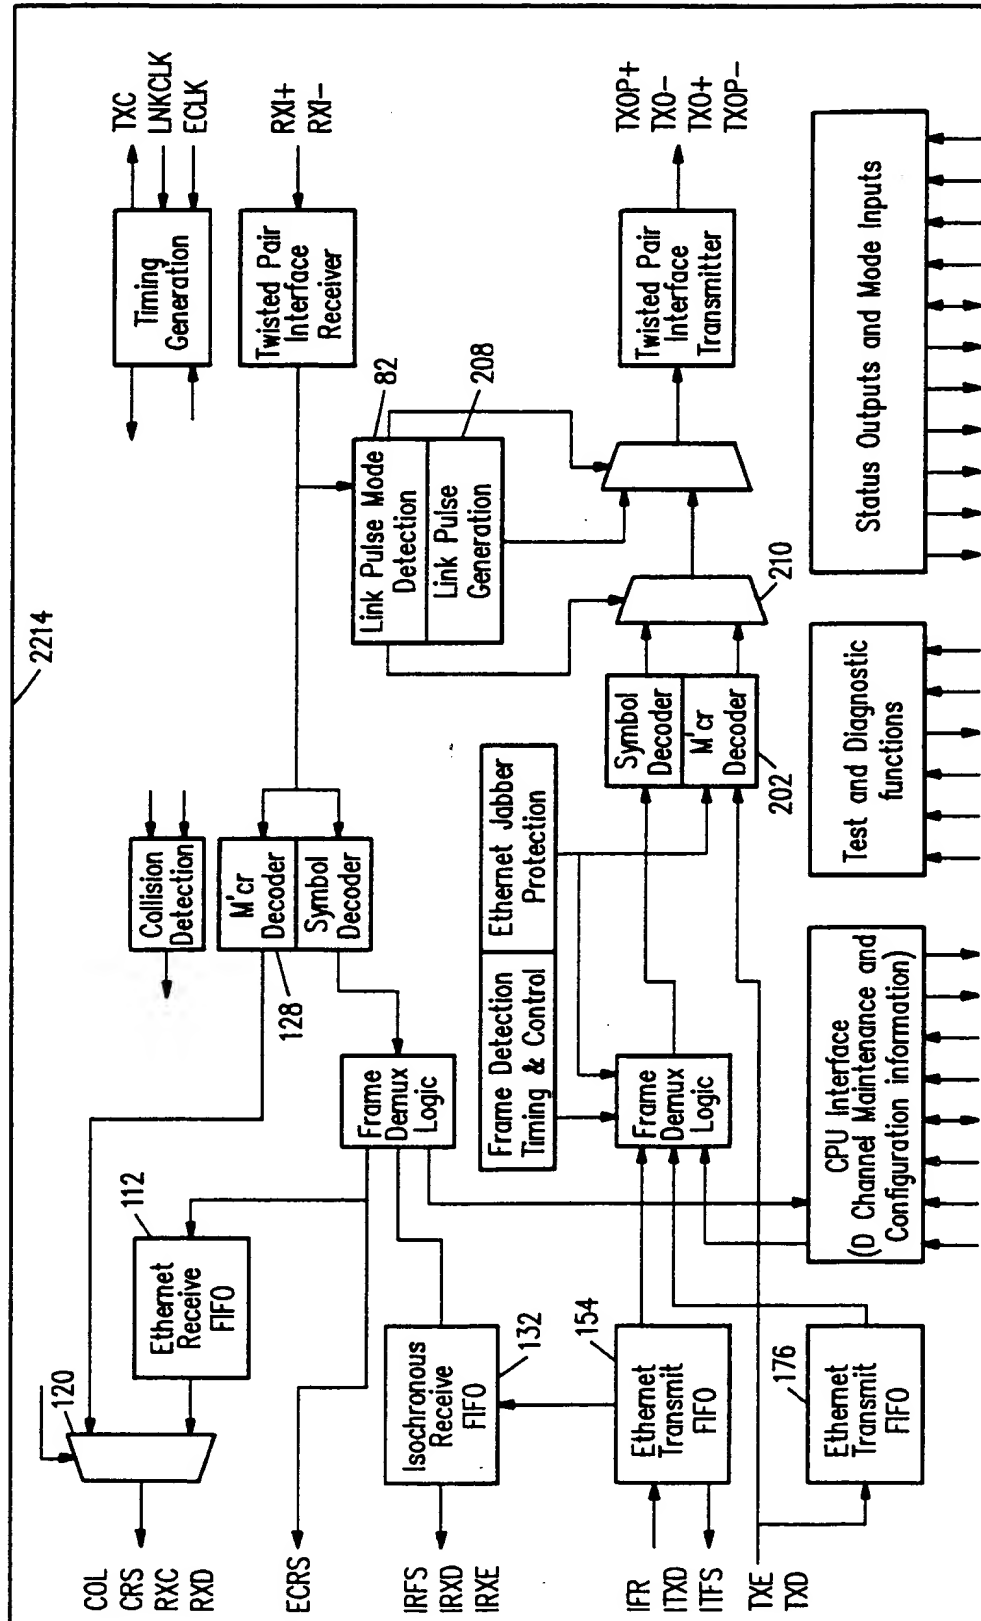 2214
COL
CRS
RXC
RXD
120
Ethernet
Receive
FIFO
112
M'cr
Decoder
Symbol
Decoder
128
Collision
Detection
Timing
Generation
TXC
LNKCLK
ECLK
Twisted Pair
Interface
Receiver
RXI+
RXI-
ECRS
IRFS
IRXD
IRXE
Isochronous
Receive
FIFO
132
Frame
Demux
Logic
Link Pulse Mode
Detection
82
Link Pulse
Generation
208
Frame Detection
Timing & Control
Ethernet Jabber
Protection
IFR
ITXD
ITFS
Ethernet
Transmit
FIFO
154
Frame
Demux
Logic
Symbol
Decoder
M'cr
Decoder
202
210
Twisted Pair
Interface
Transmitter
TXOP+
TXO-
TXO+
TXOP-
TXE
TXD
Ethernet
Transmit
FIFO
176
CPU Interface
(D Channel Maintenance and
Configuration information)
Test and Diagnostic
functions
Status Outputs and Mode Inputs